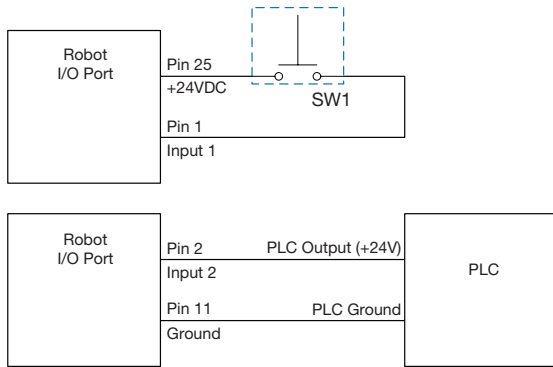 Robot
I/O Port
Pin 25
+24VDC
SW1
Pin 1
Input 1
Robot
I/O Port
Pin 2
PLC Output (+24V)
Input 2
PLC
Pin 11
PLC Ground
Ground